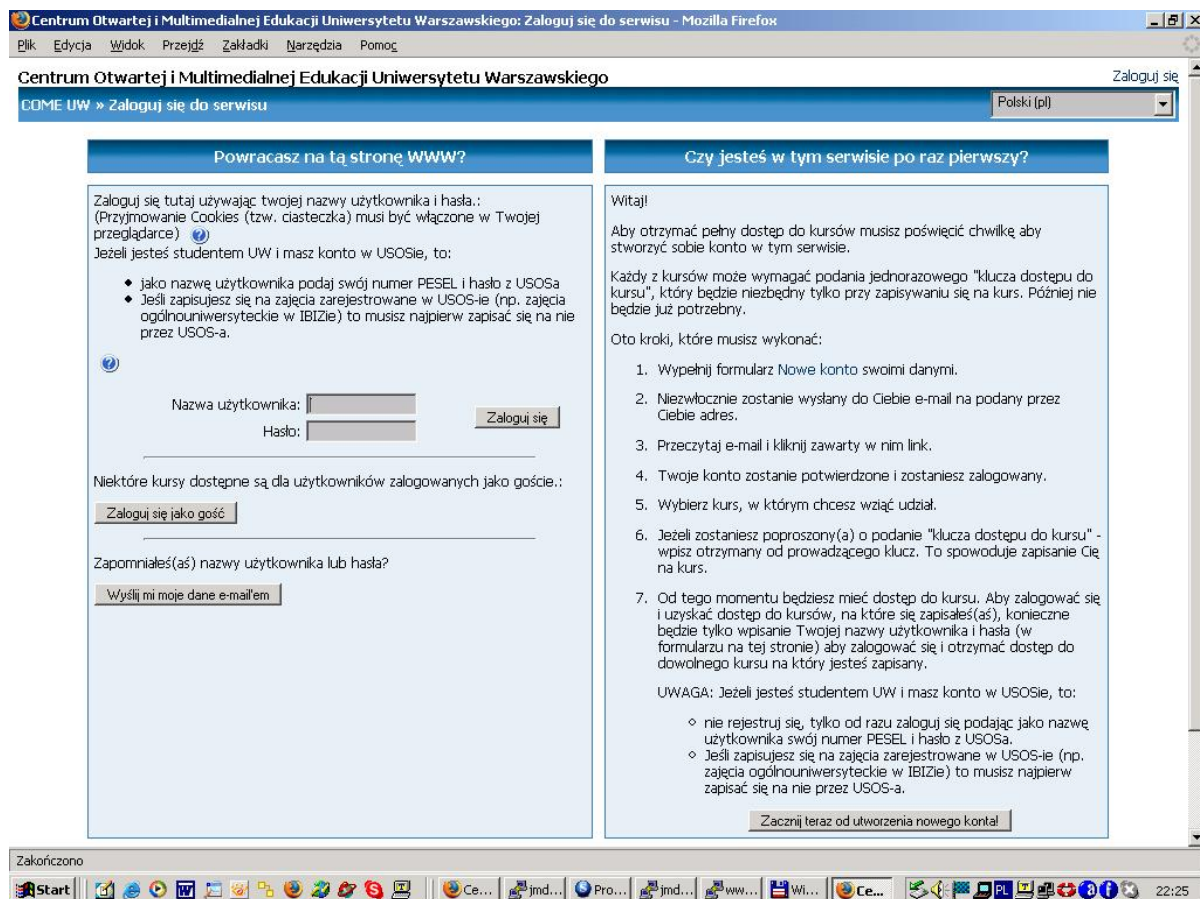 Centrum Otwartej i Multimedialnej Edukacji Uniwersytetu Warszawskiego: Zaloguj się do serwisu - Mozilla Firefox
Plik Edycja Widok Przejdź Zakładki Narzędzia Pomoc
Centrum Otwartej i Multimedialnej Edukacji Uniwersytetu Warszawskiego
Zaloguj się
COME UW » Zaloguj się do serwisu
Polski (pl)
Powracasz na tą stronę WWW?
Zaloguj się tutaj używając twojej nazwy użytkownika i hasła.:
(Przyjmowanie Cookies (tzw. ciasteczka) musi być włączone w Twojej
przeglądarce)
Jeżeli jesteś studentem UW i masz konto w USOSie, to:
jako nazwę użytkownika podaj swój numer PESEL i hasło z USOSa
Jeśli zapisujesz się na zajęcia zarejestrowane w USOS-ie (np. zajęcia
ogólnouniwersyteckie w IBIZie) to musisz najpierw zapisać się na nie
przez USOS-a.
Nazwa użytkownika:
Hasło:
Zaloguj się
Niektóre kursy dostępne są dla użytkowników zalogowanych jako goście.:
Zaloguj się jako gość
Zapomniałeś(aś) nazwy użytkownika lub hasła?
Wyślij mi moje dane e-mail'em
Czy jesteś w tym serwisie po raz pierwszy?
Witaj!
Aby otrzymać pełny dostęp do kursów musisz poświęcić chwilkę aby
stworzyć sobie konto w tym serwisie.
Każdy z kursów może wymagać podania jednorazowego "klucza dostępu do
kursu", który będzie niezbędny tylko przy zapisywaniu się na kurs. Później nie
będzie już potrzebny.
Oto kroki, które musisz wykonać:
1. Wypełnij formularz Nowe konto swoimi danymi.
2. Niezwłocznie zostanie wysłany do Ciebie e-mail na podany przez
Ciebie adres.
3. Przeczytaj e-mail i kliknij zawarty w nim link.
4. Twoje konto zostanie potwierdzone i zostaniesz zalogowany.
5. Wybierz kurs, w którym chcesz wziąć udział.
6. Jeżeli zostaniesz poproszony(a) o podanie "klucza dostępu do kursu" -
wpisz otrzymany od prowadzącego klucz. To spowoduje zapisanie Cię
na kurs.
7. Od tego momentu będziesz mieć dostęp do kursu. Aby zalogować się
i uzyskać dostęp do kursów, na które się zapisałeś(aś), konieczne
będzie tylko wpisanie Twojej nazwy użytkownika i hasła (w
formularzu na tej stronie) aby zalogować się i otrzymać dostęp do
dowolnego kursu na który jesteś zapisany.
UWAGA: Jeżeli jesteś studentem UW i masz konto w USOSie, to:
nie rejestruj się, tylko od razu zaloguj się podając jako nazwę
użytkownika swój numer PESEL i hasło z USOSa.
Jeśli zapisujesz się na zajęcia zarejestrowane w USOS-ie (np.
zajęcia ogólnouniwersyteckie w IBIZie) to musisz najpierw
zapisać się na nie przez USOS-a.
Zacznij teraz od utworzenia nowego konta!
Zakończono
Start Ce... jmd... Pro... jmd... ww... Wi... Ce... PL 22:25